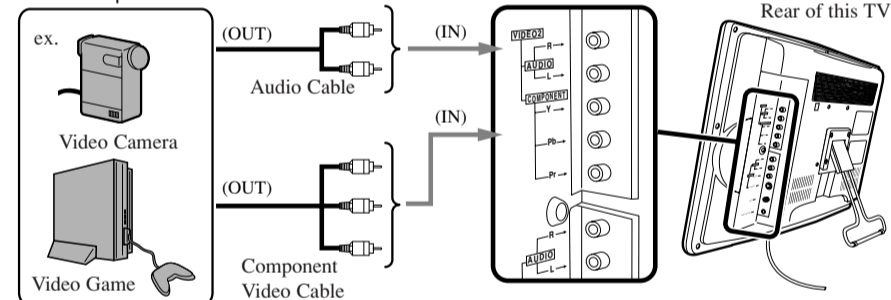 Rear of this TV
ex.
(OUT)
(IN)
VIDEO2
R
AUDIO
L
Audio Cable
COMPONENT
Y
(IN)
Video Camera
Pb
Pr
(OUT)
R
AUDIO
L
Component
Video Cable
Video Game